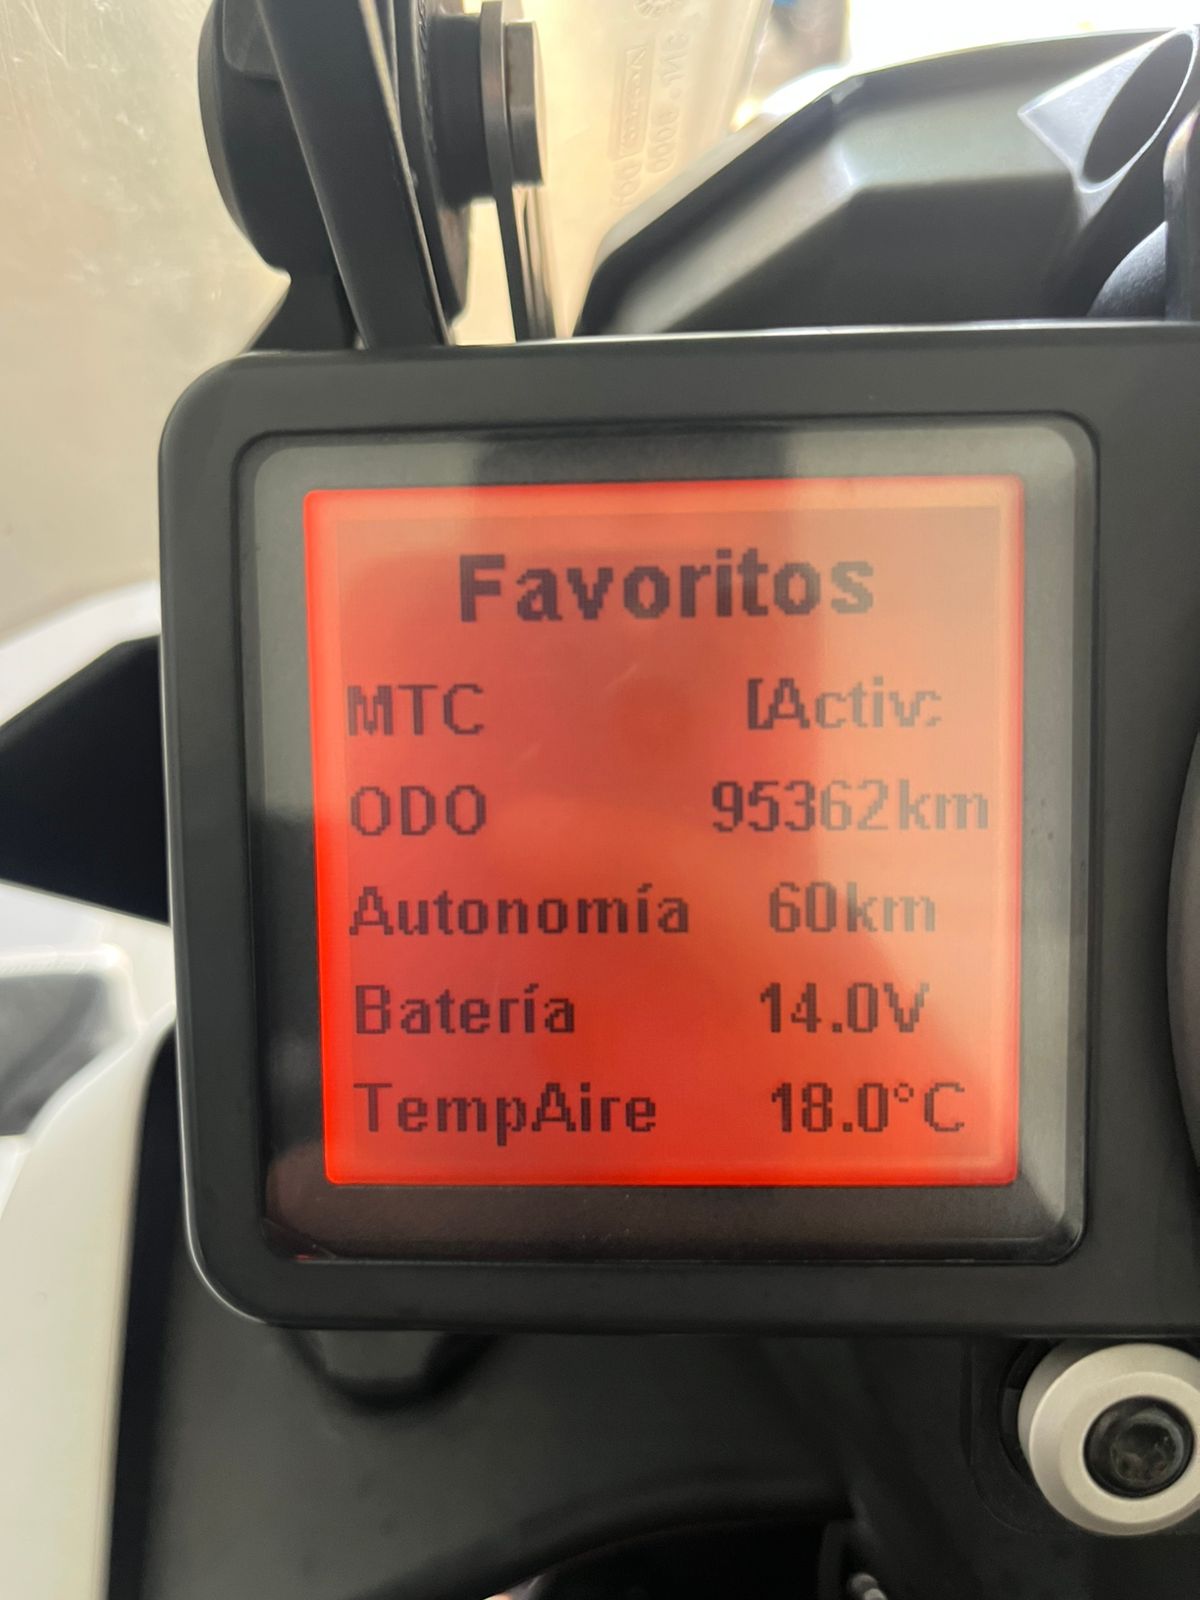 Favoritos
MTC [Activ
ODO 95362km
Autonomía 60km
Batería 14.0V
TempAire 18.0°C